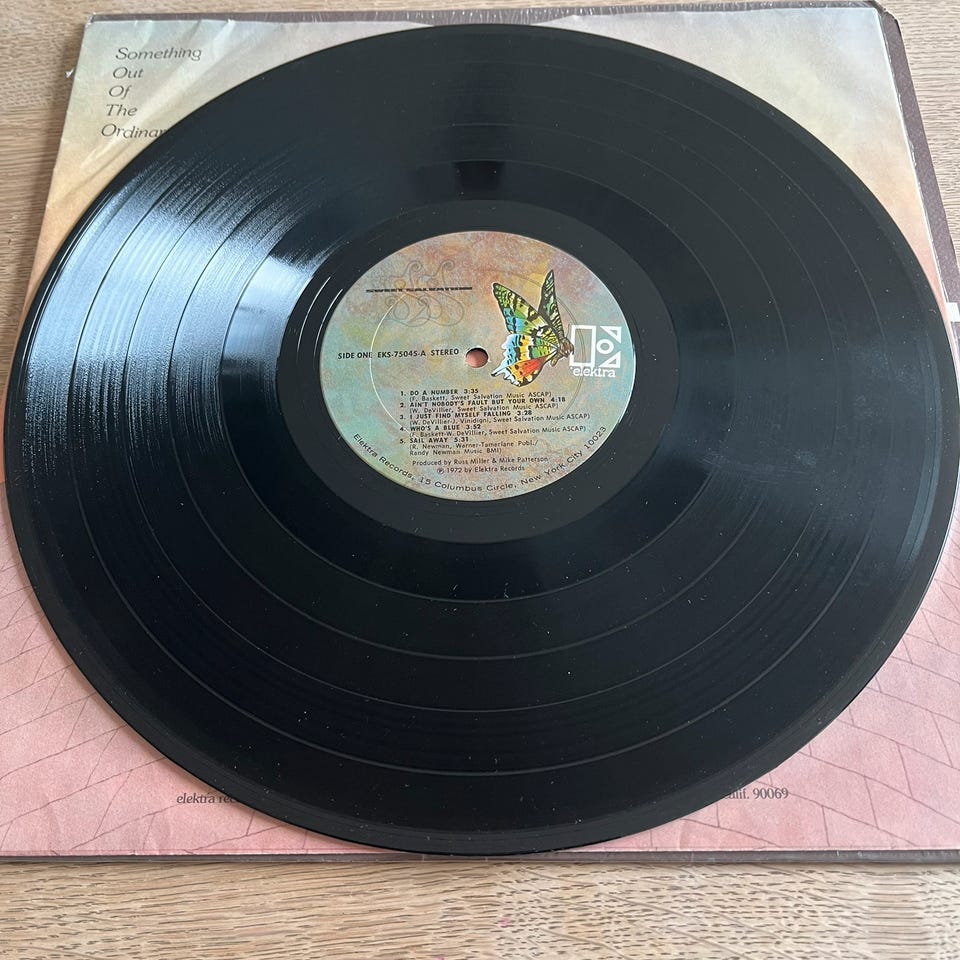 Something
Out
Of
The
Ordinar
SWEET SALVATION
SIDE ONE EKS-75045-A STEREO
elektra
1. DO A NUMBER 3:35
(F. Baskett, Sweet Salvation Music ASCAP)
2. AIN'T NOBODY'S FAULT BUT YOUR OWN 4:18
(W. DeVillier, Sweet Salvation Music ASCAP)
3. I JUST FIND MYSELF FALLING 3:28
(W. DeVillier-J. Vinidigni, Sweet Salvation Music ASCAP)
4. WHO'S A BLUE 3:52
(F. Baskett-W. DeVillier, Sweet Salvation Music ASCAP)
5. SAIL AWAY 5:31
(R. Newman, Warner-Tamerlane Publ./
Randy Newman Music BMI)
Produced by Russ Miller & Mike Patterson
℗ 1972 by Elektra Records
Elektra Records, 15 Columbus Circle, New York City 10023
elektra rec alif. 90069